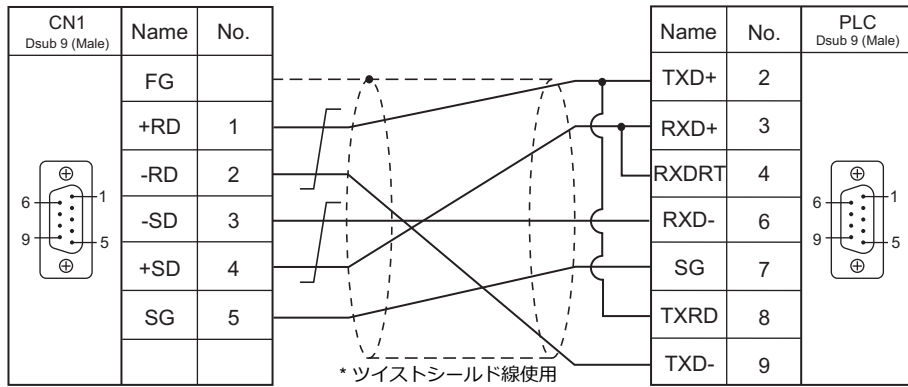 CN1
Dsub 9 (Male)
Name No.
FG
+RD 1
-RD 2
-SD 3
+SD 4
SG 5
6 1
9 5
* ツイストシールド線使用
Name No.
PLC
Dsub 9 (Male)
TXD+ 2
RXD+ 3
RXDRT 4
RXD- 6
SG 7
TXRD 8
TXD- 9
6 1
9 5